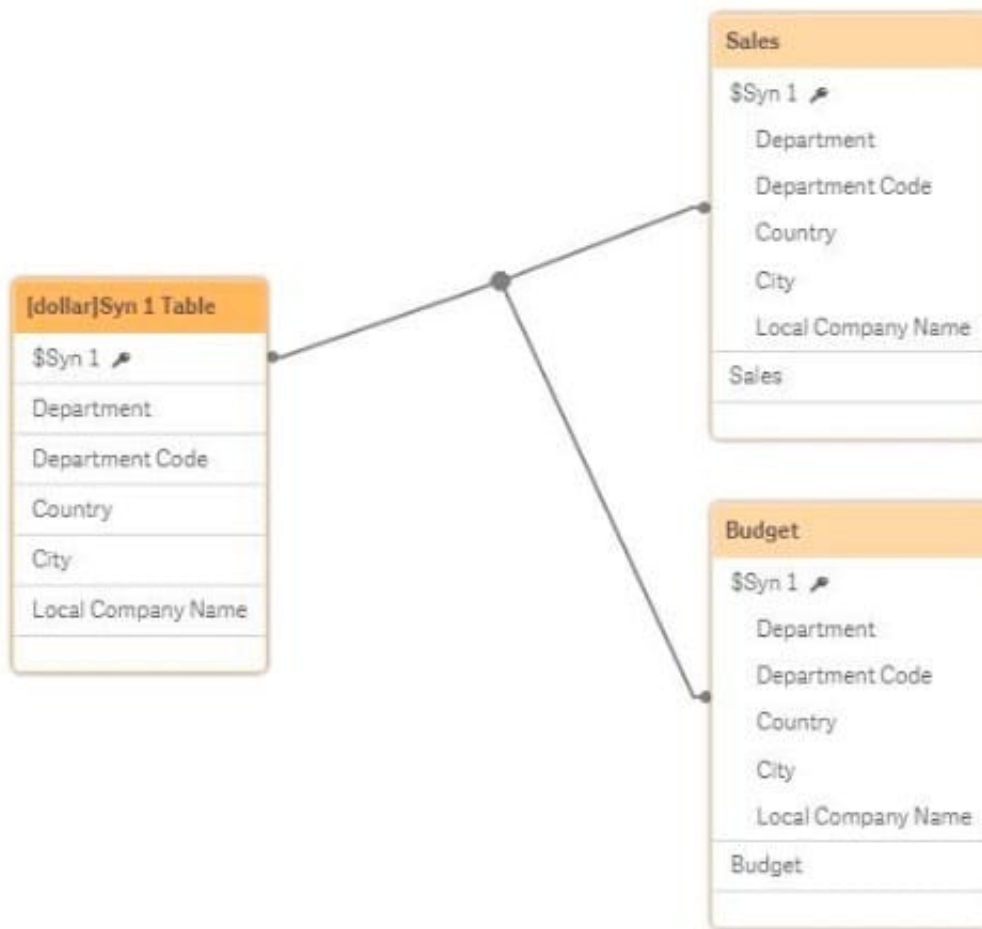 [dollar]Syn 1 Table
$Syn 1
Department
Department Code
Country
City
Local Company Name
Sales
$Syn 1
Department
Department Code
Country
City
Local Company Name
Sales
Budget
$Syn 1
Department
Department Code
Country
City
Local Company Name
Budget